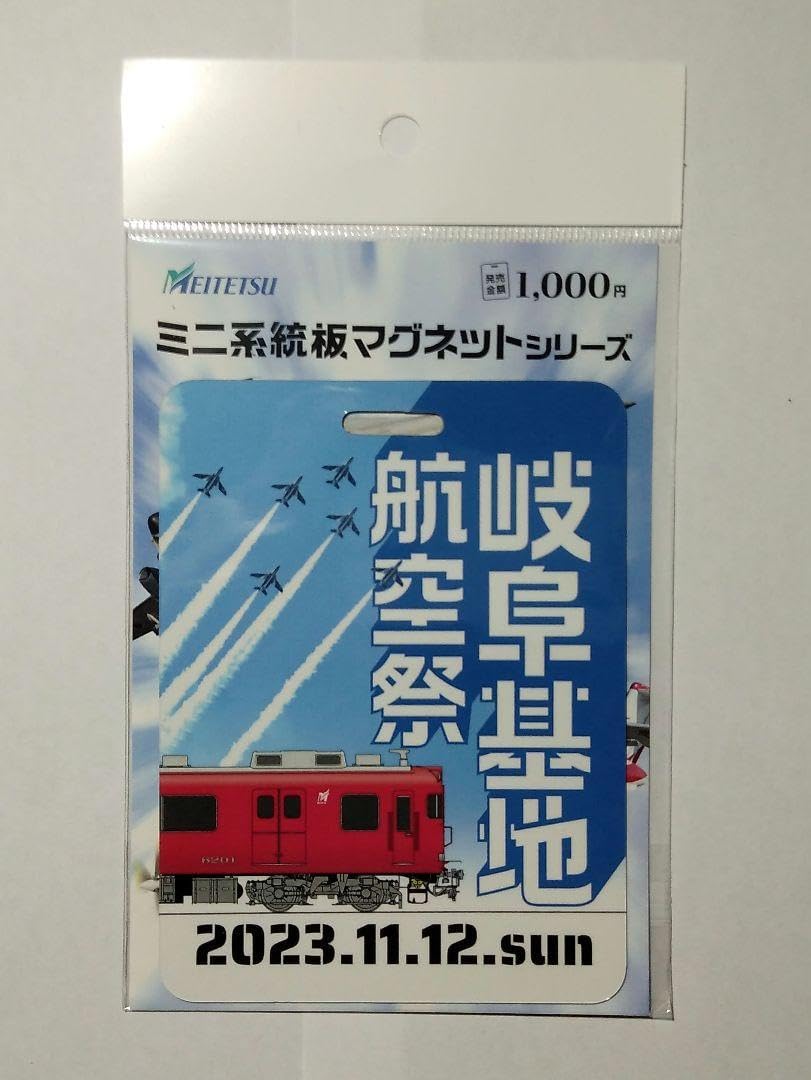 MEITETSU
発売金額 1,000円
ミニ系統板マグネットシリーズ
岐阜基地
航空祭
6201
2023.11.12.sun